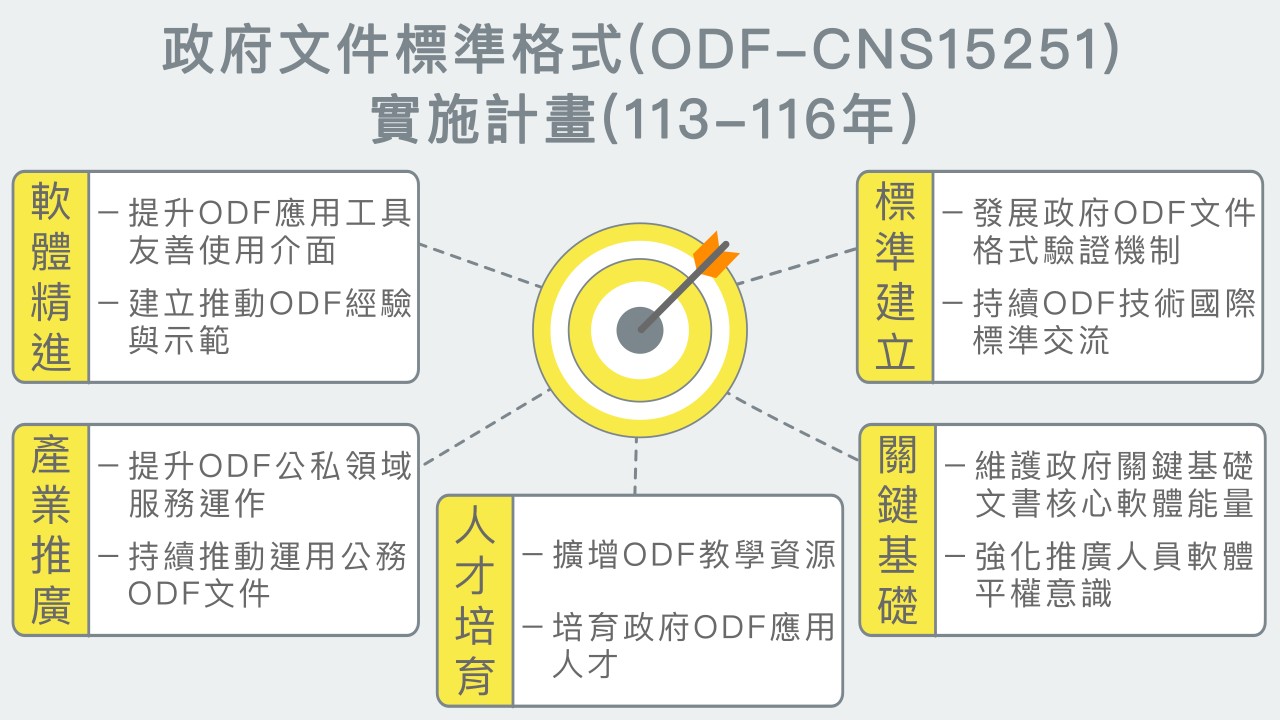 政府文件標準格式(ODF-CNS15251)
實施計畫(113-116年)
軟體精進
– 提升ODF應用工具
友善使用介面
– 建立推動ODF經驗
與示範
標準建立
– 發展政府ODF文件
格式驗證機制
– 持續ODF技術國際
標準交流
產業推廣
– 提升ODF公私領域
服務運作
– 持續推動運用公務
ODF文件
人才培育
– 擴增ODF教學資源
– 培育政府ODF應用
人才
關鍵基礎
– 維護政府關鍵基礎
文書核心軟體能量
– 強化推廣人員軟體
平權意識